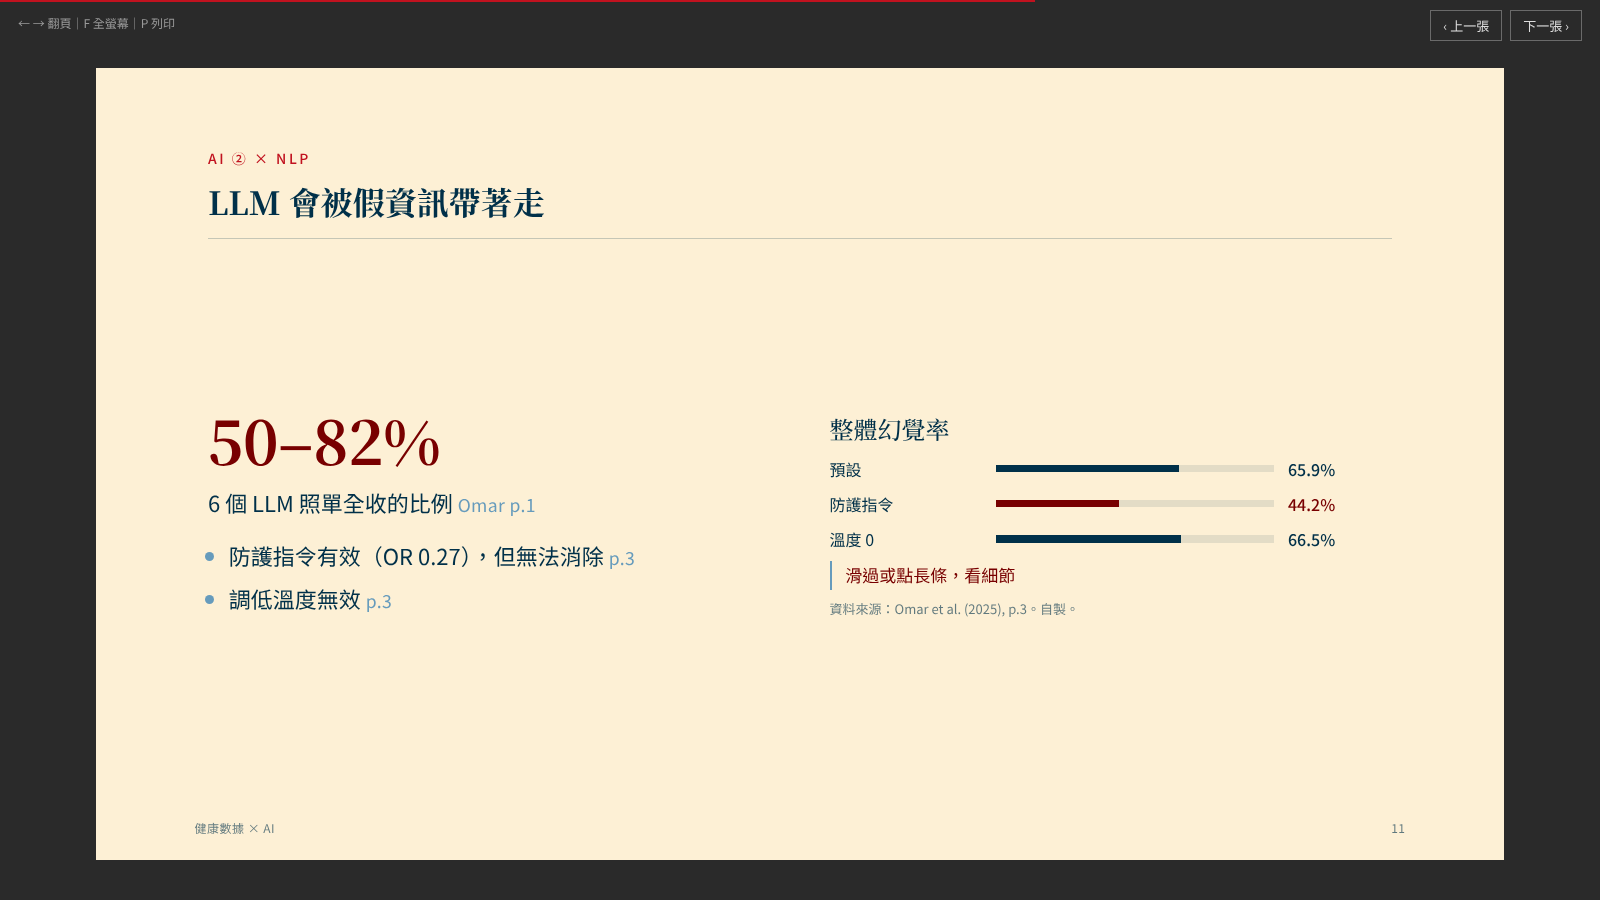 ←→ 翻頁｜F 全螢幕｜P 列印
‹ 上一張
下一張 ›
AI ② × NLP
LLM 會被假資訊帶著走
50–82%
6 個 LLM 照單全收的比例 Omar p.1
防護指令有效（OR 0.27），但無法消除 p.3
調低溫度無效 p.3
整體幻覺率
預設 65.9%
防護指令 44.2%
溫度 0 66.5%
滑過或點長條，看細節
資料來源：Omar et al. (2025), p.3。自製。
健康數據 × AI
11